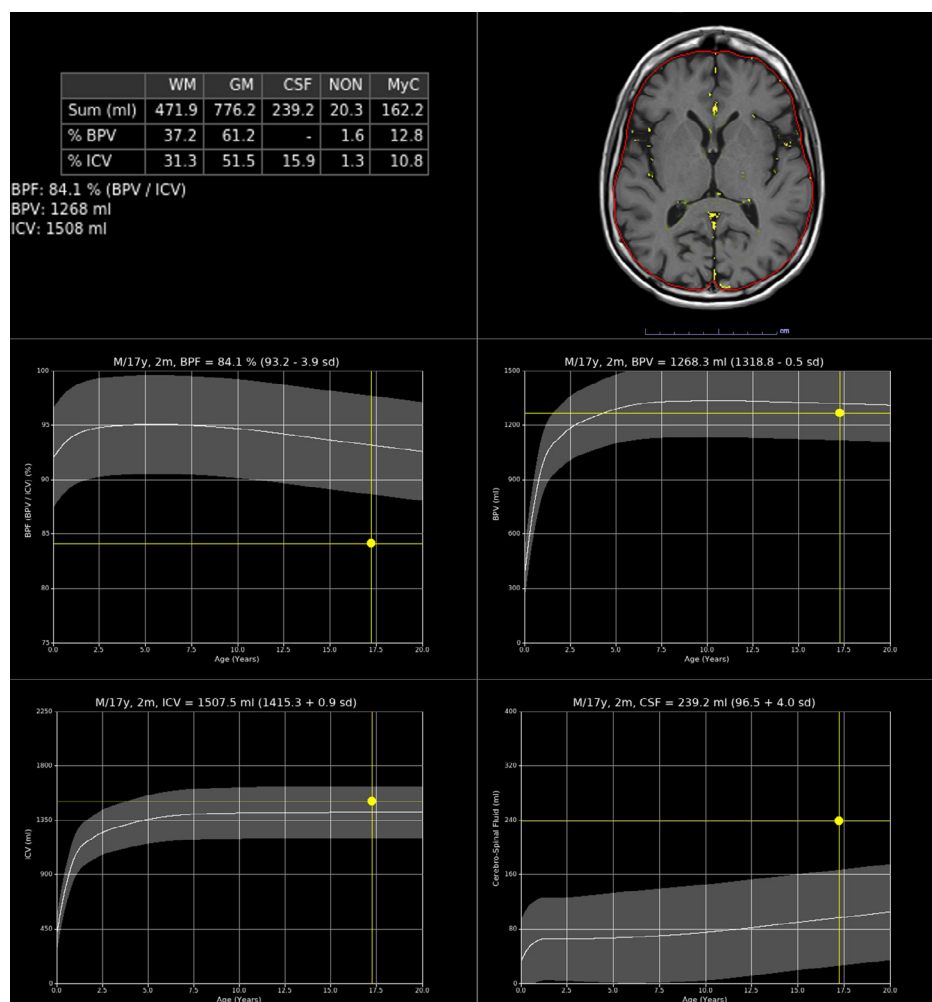 WM GM CSF NON MyC
Sum (ml) 471.9 776.2 239.2 20.3 162.2
% BPV 37.2 61.2 - 1.6 12.8
% ICV 31.3 51.5 15.9 1.3 10.8
BPF: 84.1 % (BPV / ICV)
BPV: 1268 ml
ICV: 1508 ml
cm
M/17y, 2m, BPF = 84.1 % (93.2 - 3.9 sd)
100
95
90
85
80
75
BPF (BPV / ICV) (%)
0.0 2.5 5.0 7.5 10.0 12.5 15.0 17.5 20.0
Age (Years)
M/17y, 2m, BPV = 1268.3 ml (1318.8 - 0.5 sd)
1500
1200
900
600
300
0
BPV (ml)
0.0 2.5 5.0 7.5 10.0 12.5 15.0 17.5 20.0
Age (Years)
M/17y, 2m, ICV = 1507.5 ml (1415.3 + 0.9 sd)
2250
1800
1350
900
450
0
ICV (ml)
0.0 2.5 5.0 7.5 10.0 12.5 15.0 17.5 20.0
Age (Years)
M/17y, 2m, CSF = 239.2 ml (96.5 + 4.0 sd)
400
320
240
160
80
0
Cerebro-Spinal Fluid (ml)
0.0 2.5 5.0 7.5 10.0 12.5 15.0 17.5 20.0
Age (Years)